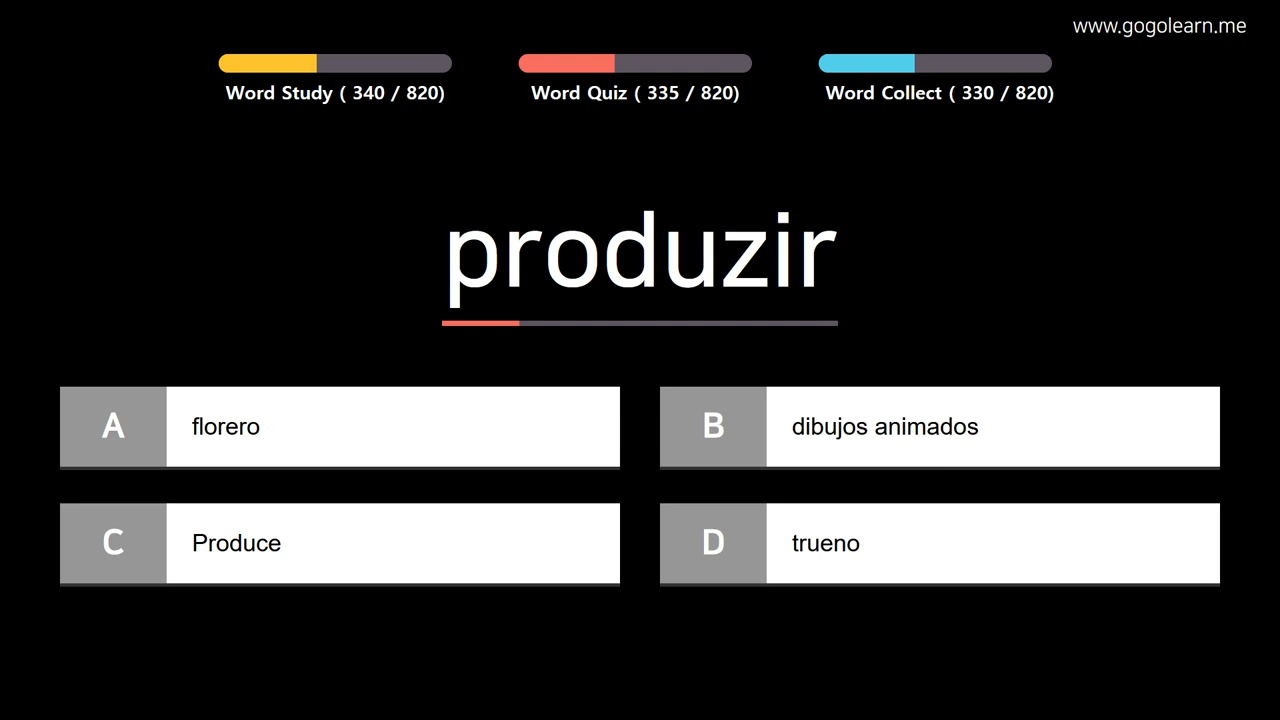 www.gogolearn.me
Word Study ( 340 / 820)
Word Quiz ( 335 / 820)
Word Collect ( 330 / 820)
produzir
A florero
B dibujos animados
C Produce
D trueno